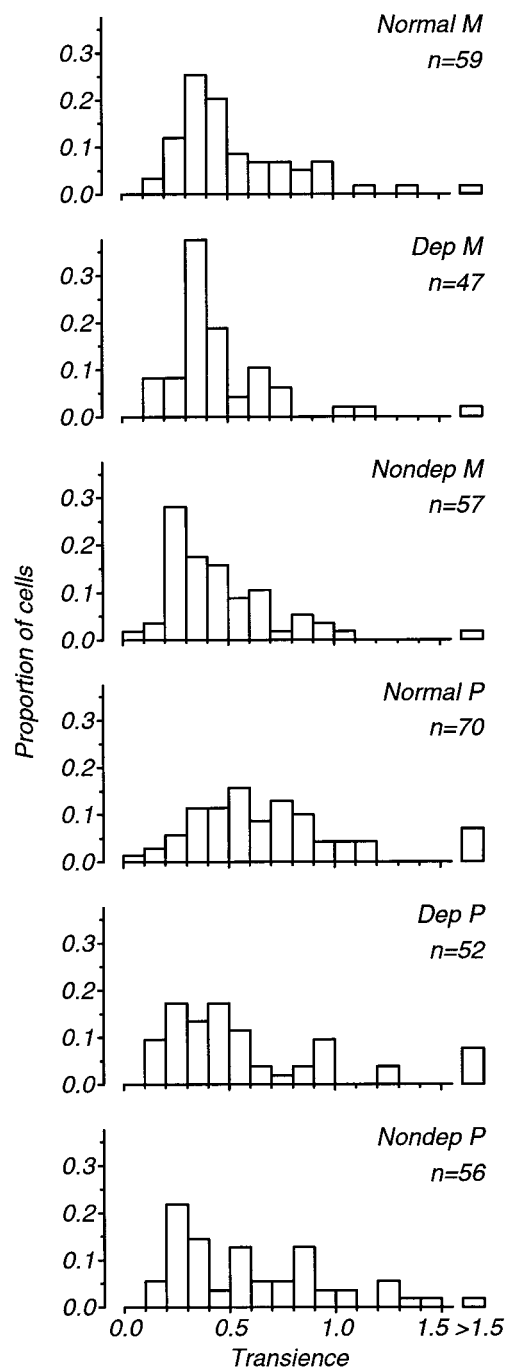 Normal M
n=59
0.3
0.2
0.1
0.0
Dep M
n=47
0.3
0.2
0.1
0.0
Nondep M
n=57
0.3
0.2
0.1
0.0
Proportion of cells
Normal P
n=70
0.3
0.2
0.1
0.0
Dep P
n=52
0.3
0.2
0.1
0.0
Nondep P
n=56
0.3
0.2
0.1
0.0
0.0 0.5 1.0 1.5 >1.5
Transience